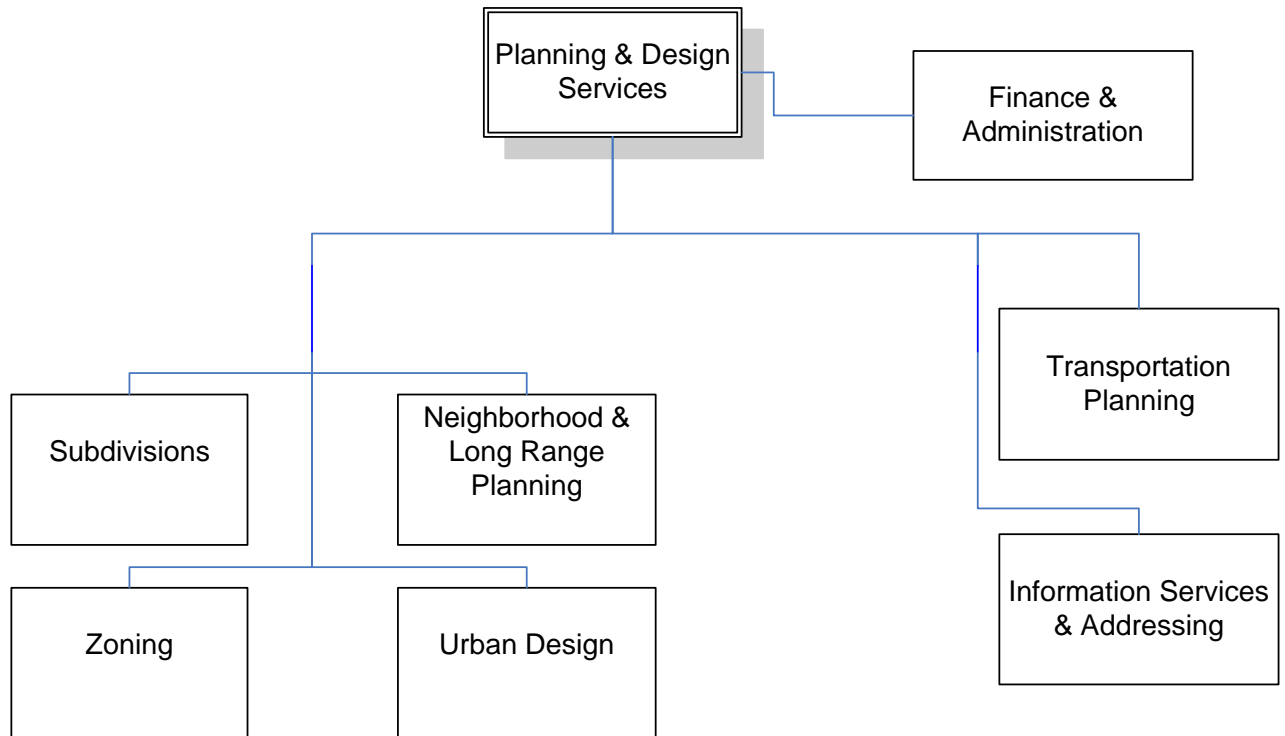 Planning & Design
Services
Finance &
Administration
Transportation
Planning
Subdivisions
Neighborhood &
Long Range
Planning
Information Services
& Addressing
Zoning
Urban Design